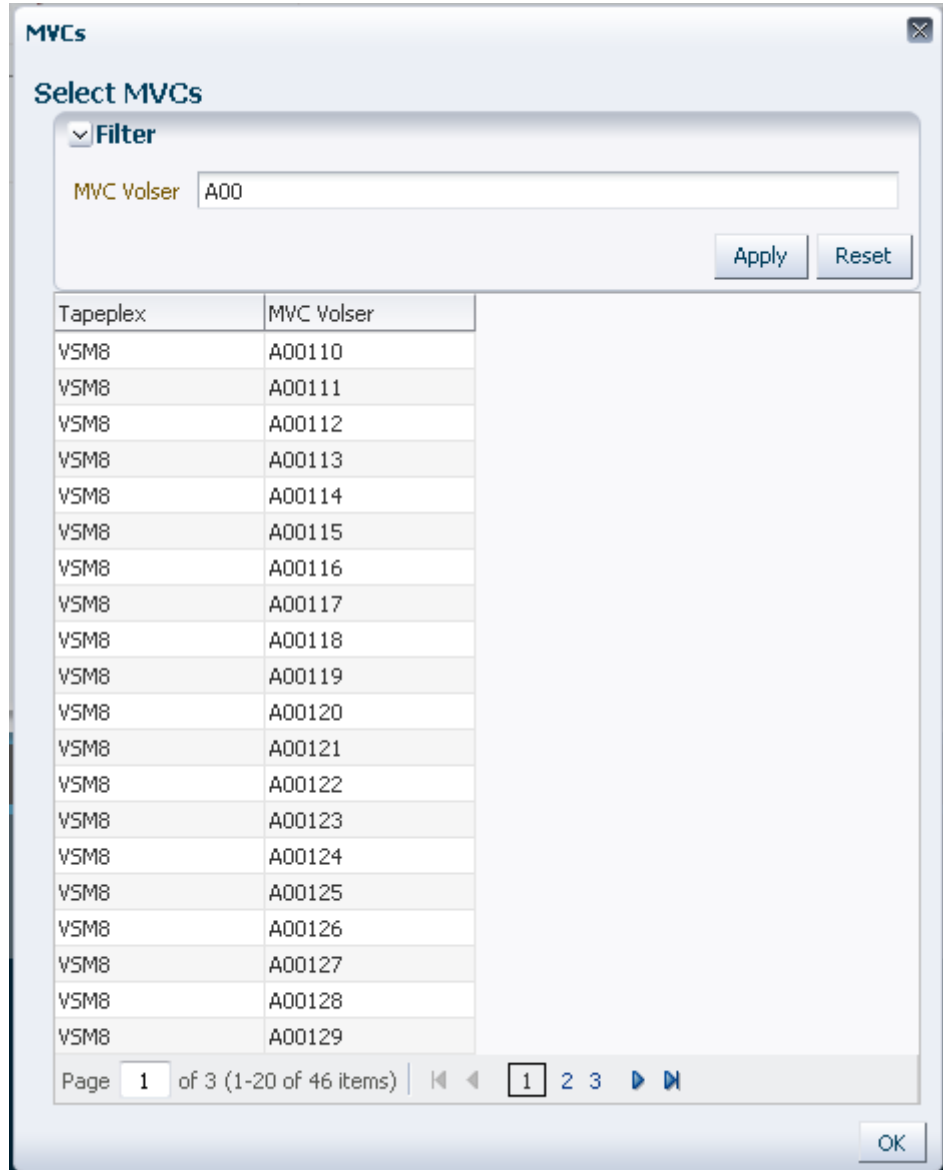 MVCs
Select MVCs
Filter
MVC Volser A00
Apply Reset
Tapeplex MVC Volser
VSM8 A00110
VSM8 A00111
VSM8 A00112
VSM8 A00113
VSM8 A00114
VSM8 A00115
VSM8 A00116
VSM8 A00117
VSM8 A00118
VSM8 A00119
VSM8 A00120
VSM8 A00121
VSM8 A00122
VSM8 A00123
VSM8 A00124
VSM8 A00125
VSM8 A00126
VSM8 A00127
VSM8 A00128
VSM8 A00129
Page 1 of 3 (1-20 of 46 items) 1 2 3
OK